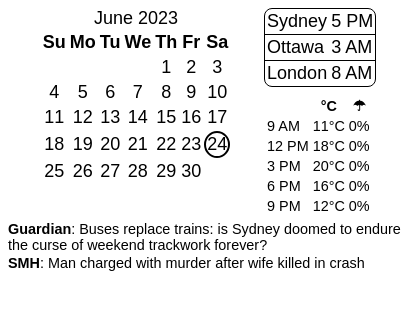 June 2023
Su Mo Tu We Th Fr Sa
1 2 3
4 5 6 7 8 9 10
11 12 13 14 15 16 17
18 19 20 21 22 23 24
25 26 27 28 29 30
Sydney 5 PM
Ottawa 3 AM
London 8 AM
°C ☂
9 AM 11°C 0%
12 PM 18°C 0%
3 PM 20°C 0%
6 PM 16°C 0%
9 PM 12°C 0%
Guardian: Buses replace trains: is Sydney doomed to endure
the curse of weekend trackwork forever?
SMH: Man charged with murder after wife killed in crash